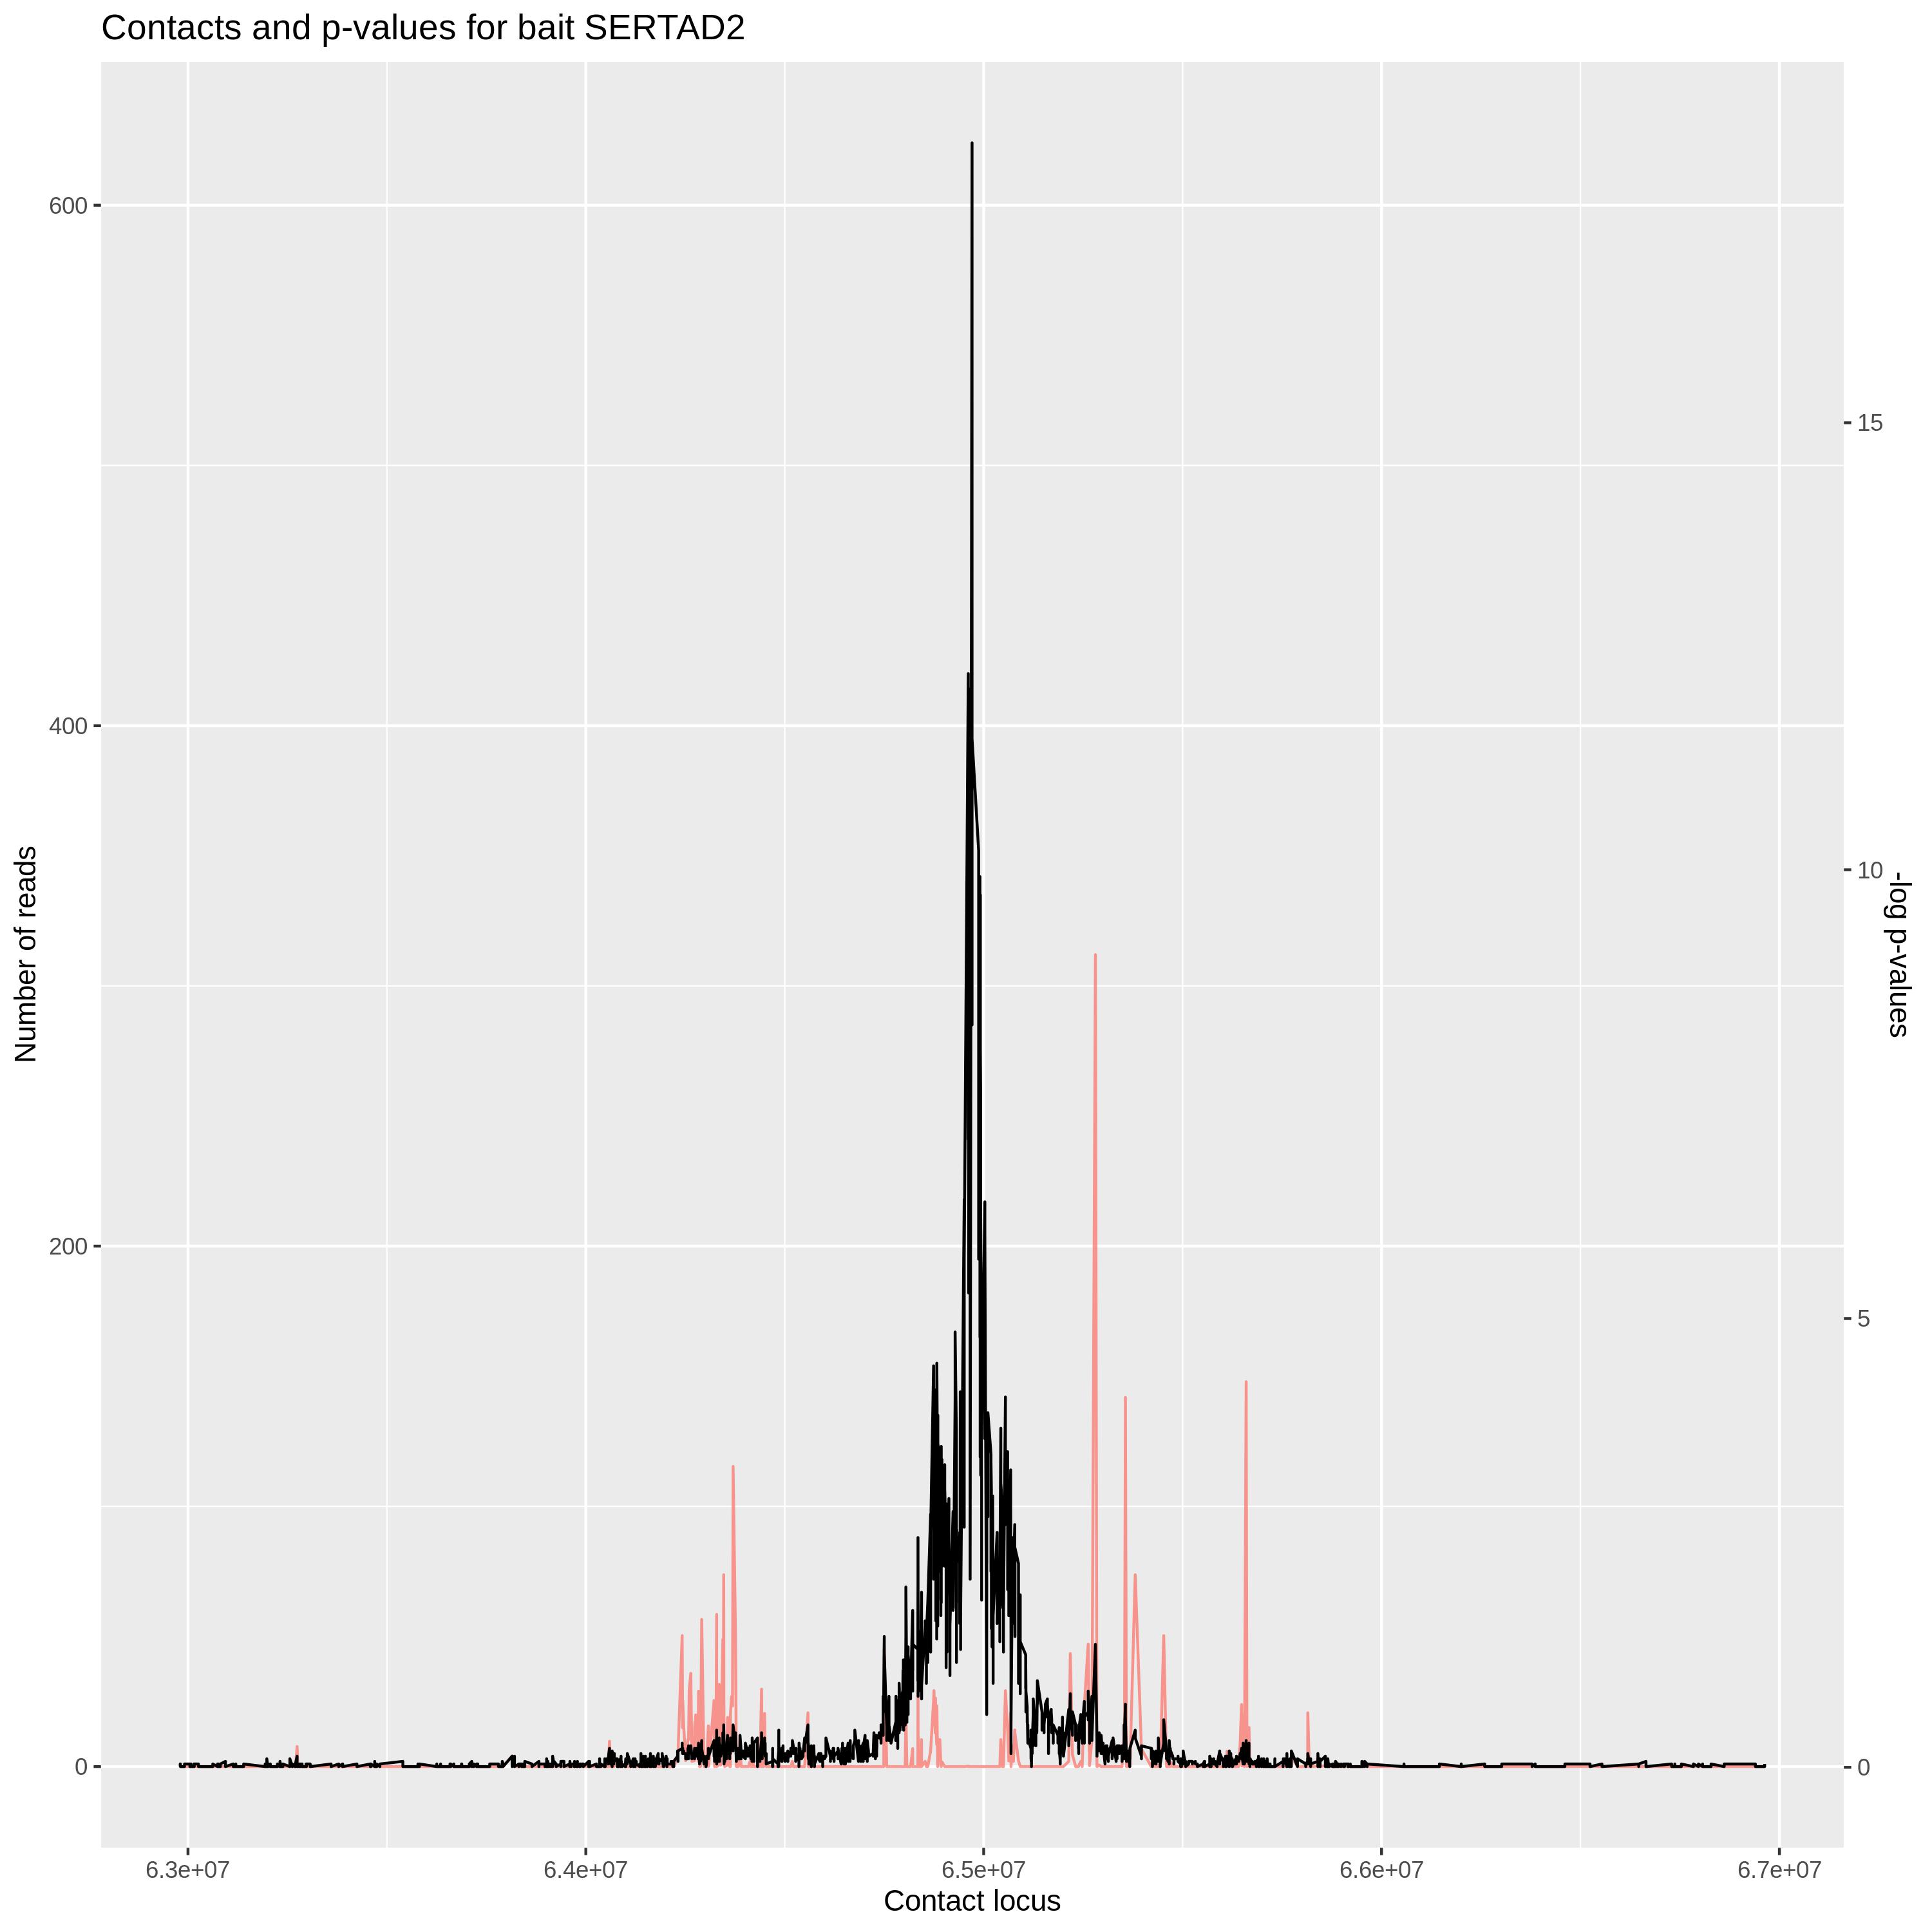 Contacts and p-values for bait SERTAD2
600
400
200
0
Number of reads
15
10
5
0
-log p-values
6.3e+07 6.4e+07 6.5e+07 6.6e+07 6.7e+07
Contact locus